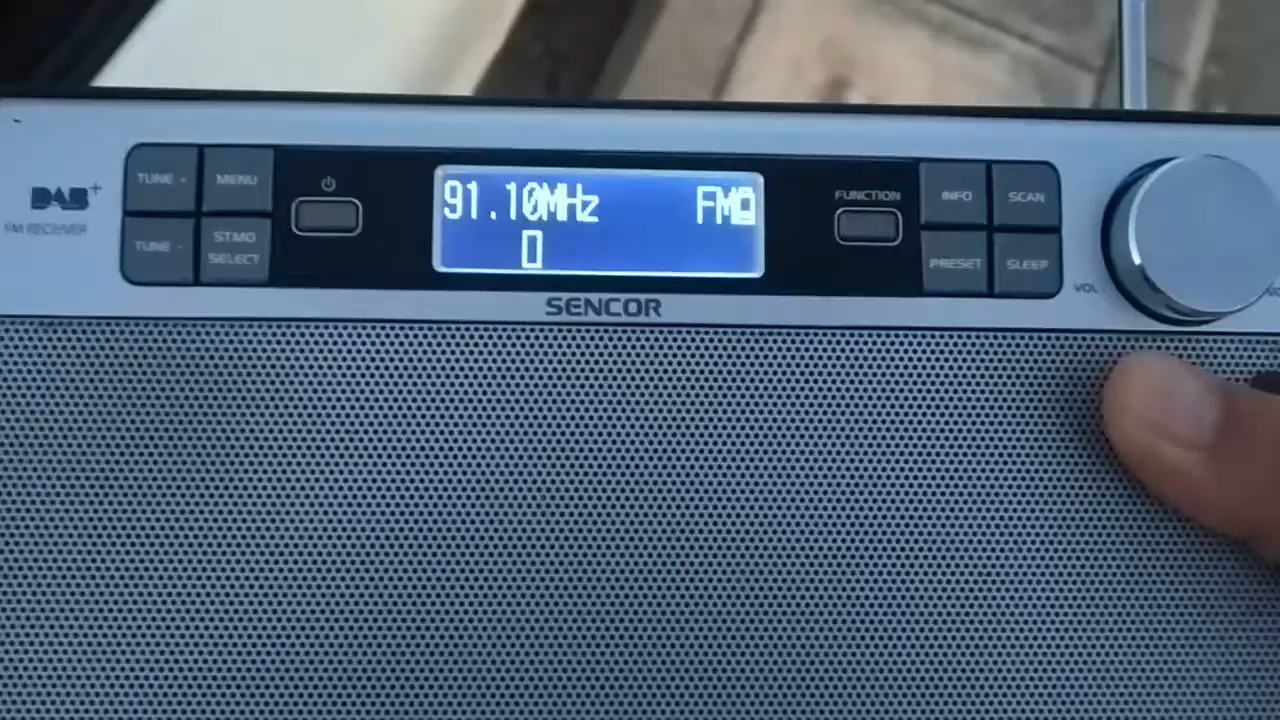 DAB+
FM RECEIVER
TUNE +
MENU
TUNE -
ST.MO
SELECT
91.10MHz FM
SENCOR
FUNCTION
INFO
SCAN
PRESET
SLEEP
VOL